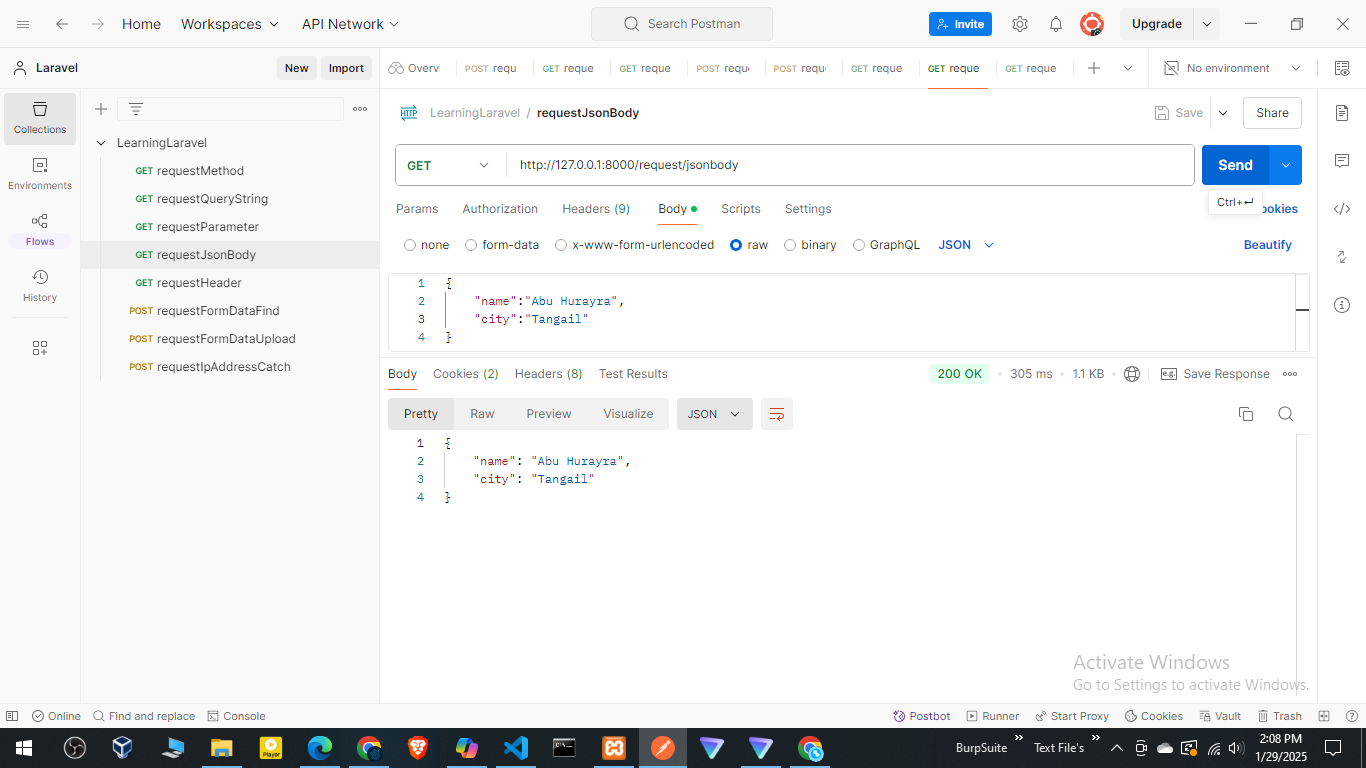 Home Workspaces API Network Search Postman Invite Upgrade
Laravel New Import Overv POST requ GET reque GET reque POST requ POST requ GET reque GET reque GET reque No environment
Collections
Environments
Flows
History
LearningLaravel
GET requestMethod
GET requestQueryString
GET requestParameter
GET requestJsonBody
GET requestHeader
POST requestFormDataFind
POST requestFormDataUpload
POST requestIpAddressCatch
HTTP LearningLaravel / requestJsonBody Save Share
GET http://127.0.0.1:8000/request/jsonbody Send
Ctrl+↵
Params Authorization Headers (9) Body Scripts Settings ookies
none form-data x-www-form-urlencoded raw binary GraphQL JSON Beautify
1 {
2 "name":"Abu Hurayra",
3 "city":"Tangail"
4 }
Body Cookies (2) Headers (8) Test Results 200 OK 305 ms 1.1 KB e.g. Save Response
Pretty Raw Preview Visualize JSON
1 {
2 "name": "Abu Hurayra",
3 "city": "Tangail"
4 }
Activate Windows
Go to Settings to activate Windows.
Online Find and replace Console Postbot Runner Start Proxy Cookies Vault Trash
Player BurpSuite » Text File's » 2:08 PM
1/29/2025